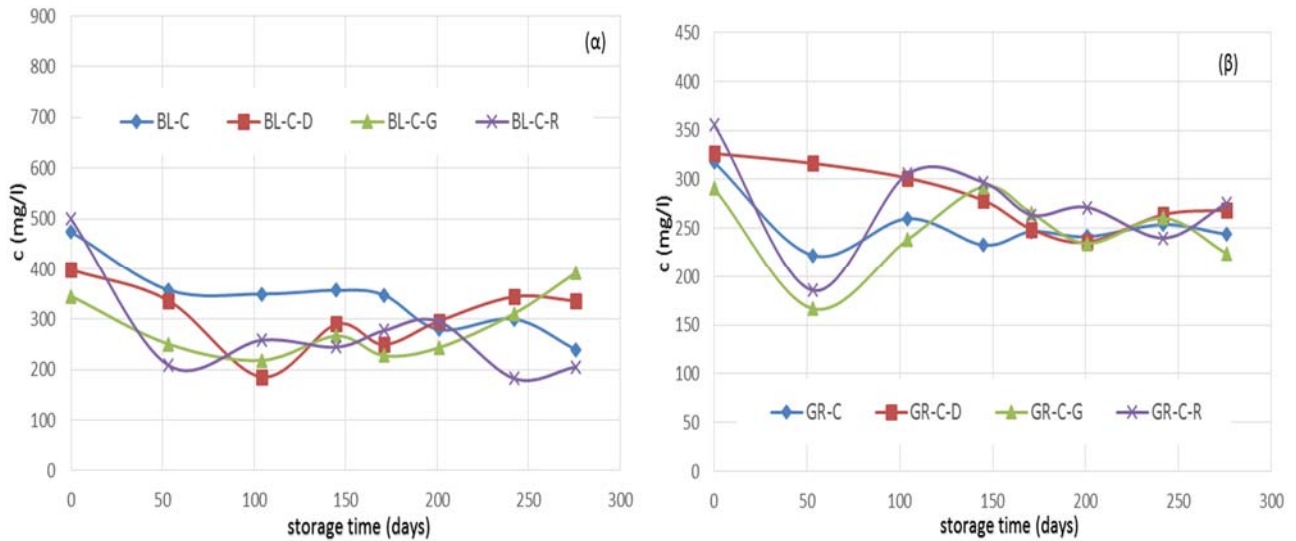 900
800
700
600
500
400
300
200
100
0
c (mg/l)
(α)
BL-C BL-C-D BL-C-G BL-C-R
0 50 100 150 200 250 300
storage time (days)
450
400
350
300
250
200
150
100
50
0
c (mg/l)
(β)
GR-C GR-C-D GR-C-G GR-C-R
0 50 100 150 200 250 300
storage time (days)